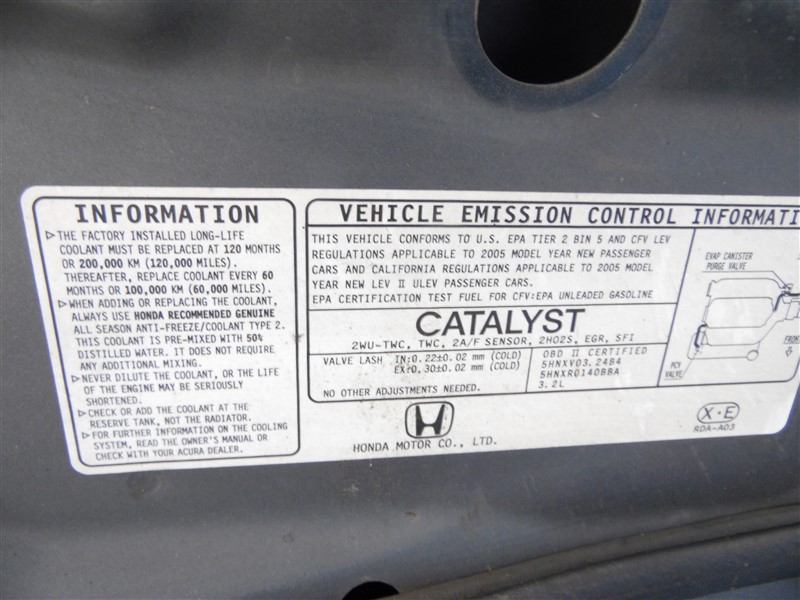 INFORMATION
▷THE FACTORY INSTALLED LONG-LIFE
COOLANT MUST BE REPLACED AT 120 MONTHS
OR 200,000 KM (120,000 MILES).
THEREAFTER, REPLACE COOLANT EVERY 60
MONTHS OR 100,000 KM (60,000 MILES).
▷WHEN ADDING OR REPLACING THE COOLANT,
ALWAYS USE HONDA RECOMMENDED GENUINE
ALL SEASON ANTI-FREEZE/COOLANT TYPE 2.
THIS COOLANT IS PRE-MIXED WITH 50%
DISTILLED WATER. IT DOES NOT REQUIRE
ANY ADDITIONAL MIXING.
▷NEVER DILUTE THE COOLANT, OR THE LIFE
OF THE ENGINE MAY BE SERIOUSLY
SHORTENED.
▷CHECK OR ADD THE COOLANT AT THE
RESERVE TANK, NOT THE RADIATOR.
▷FOR FURTHER INFORMATION ON THE COOLING
SYSTEM, READ THE OWNER'S MANUAL OR
CHECK WITH YOUR ACURA DEALER.
VEHICLE EMISSION CONTROL INFORMATI
THIS VEHICLE CONFORMS TO U.S. EPA TIER 2 BIN 5 AND CFV LEV
REGULATIONS APPLICABLE TO 2005 MODEL YEAR NEW PASSENGER
CARS AND CALIFORNIA REGULATIONS APPLICABLE TO 2005 MODEL
YEAR NEW LEV II ULEV PASSENGER CARS.
EPA CERTIFICATION TEST FUEL FOR CFV:EPA UNLEADED GASOLINE
CATALYST
2WU-TWC, TWC, 2A/F SENSOR, 2HO2S, EGR, SFI
VALVE LASH IN:0.22±0.02 mm (COLD)
EX:0.30±0.02 mm (COLD)
NO OTHER ADJUSTMENTS NEEDED.
OBD II CERTIFIED
5HNXV03.24B4
5HNXR0140BBA
3.2L
EVAP CANISTER
PURGE VALVE
PCV
VALVE
FRONT
HONDA MOTOR CO., LTD.
X·E
RDA-A03